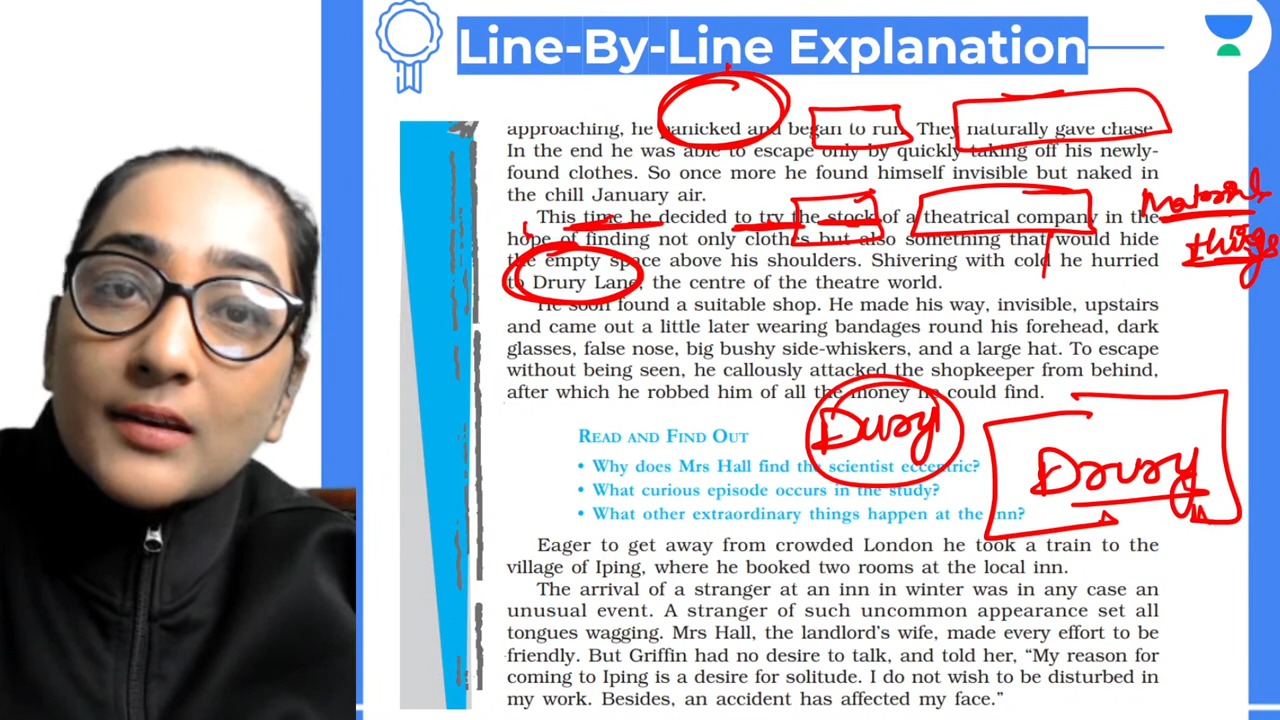 Line-By-Line Explanation
approaching, he panicked and began to run. They naturally gave chase.
In the end he was able to escape only by quickly taking off his newly-
found clothes. So once more he found himself invisible but naked in
the chill January air.
This time he decided to try the stock of a theatrical company in the
hope of finding not only clothes but also something that would hide
the empty space above his shoulders. Shivering with cold he hurried
to Drury Lane, the centre of the theatre world.
Material
things
He soon found a suitable shop. He made his way, invisible, upstairs
and came out a little later wearing bandages round his forehead, dark
glasses, false nose, big bushy side-whiskers, and a large hat. To escape
without being seen, he callously attacked the shopkeeper from behind,
after which he robbed him of all the money he could find.
Drury
Drury
READ AND FIND OUT
• Why does Mrs Hall find the scientist eccentric?
• What curious episode occurs in the study?
• What other extraordinary things happen at the inn?
Eager to get away from crowded London he took a train to the
village of Iping, where he booked two rooms at the local inn.
The arrival of a stranger at an inn in winter was in any case an
unusual event. A stranger of such uncommon appearance set all
tongues wagging. Mrs Hall, the landlord's wife, made every effort to be
friendly. But Griffin had no desire to talk, and told her, “My reason for
coming to Iping is a desire for solitude. I do not wish to be disturbed in
my work. Besides, an accident has affected my face.”